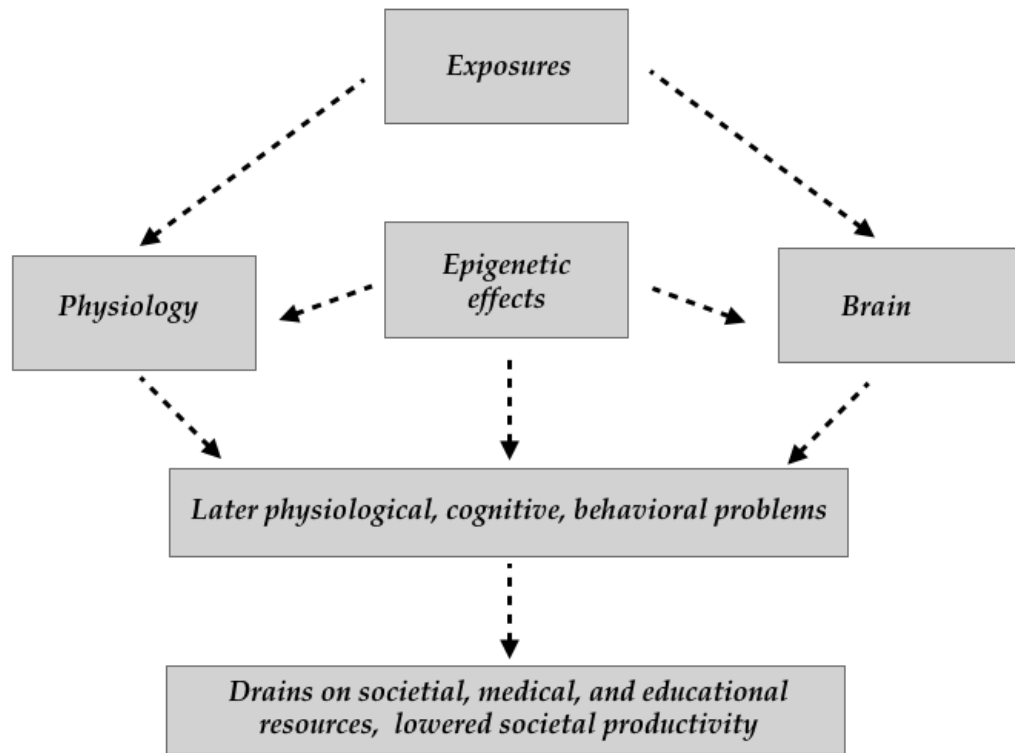 Exposures
Epigenetic
effects
Physiology
Brain
Later physiological, cognitive, behavioral problems
Drains on societial, medical, and educational
resources, lowered societal productivity